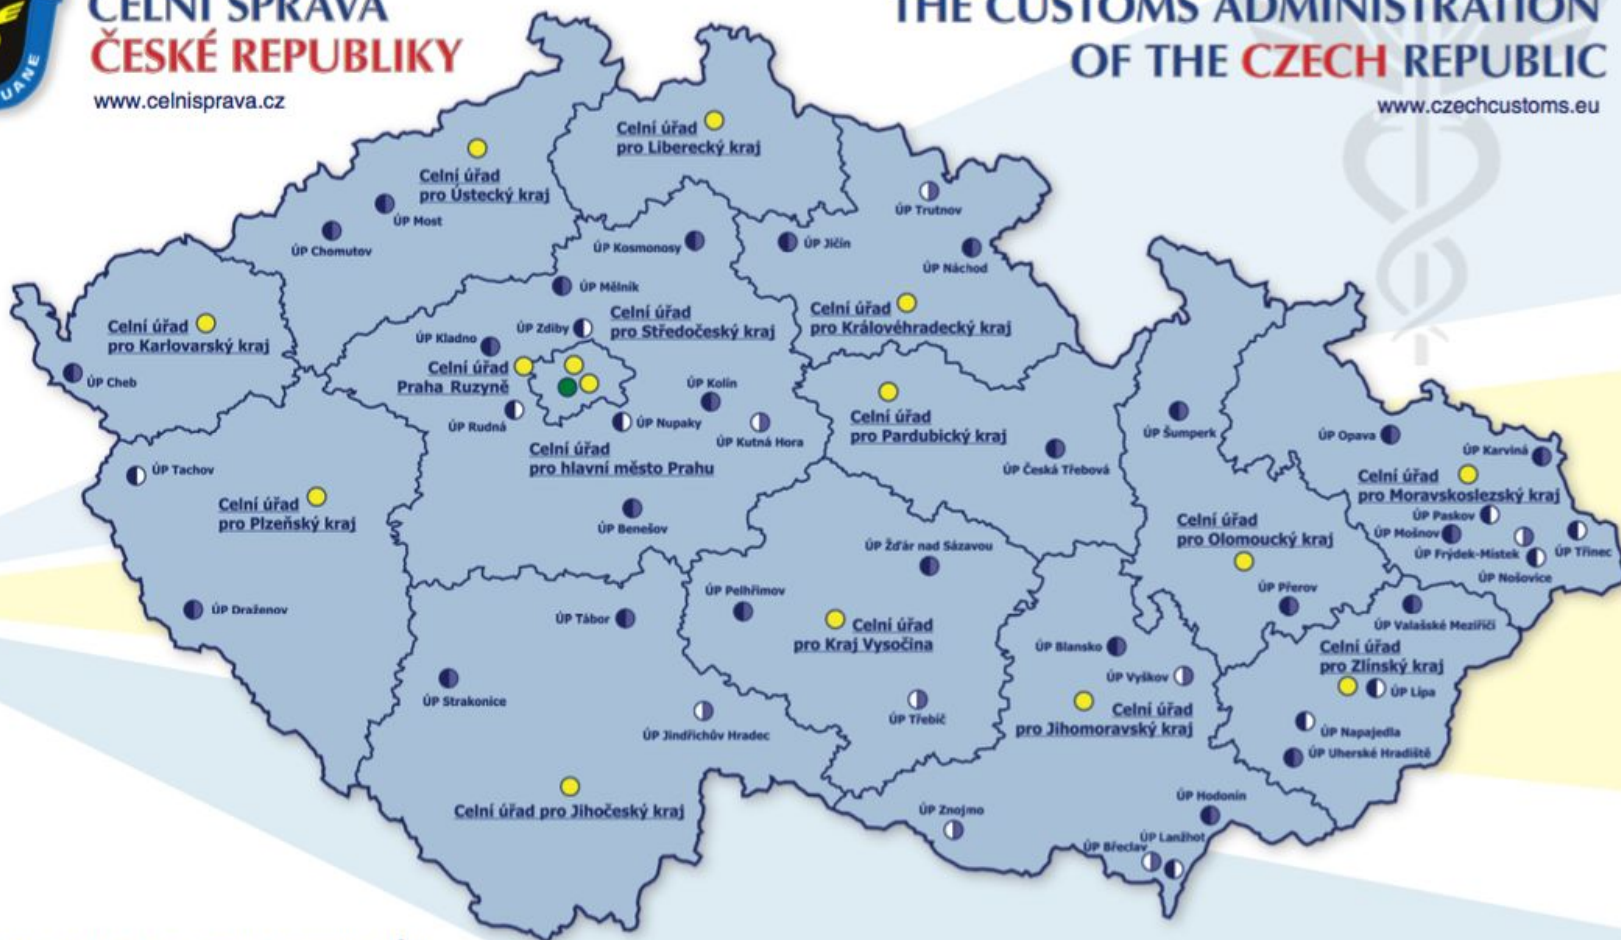 CELNÍ SPRÁVA
ČESKÉ REPUBLIKY
www.celnisprava.cz
UANE
THE CUSTOMS ADMINISTRATION
OF THE CZECH REPUBLIC
www.czechcustoms.eu
Celní úřad
pro Liberecký kraj
Celní úřad
pro Ústecký kraj
ÚP Most
ÚP Chomutov
ÚP Trutnov
ÚP Kosmonosy
ÚP Jičín
ÚP Náchod
ÚP Mělník
Celní úřad
pro Karlovarský kraj
ÚP Cheb
ÚP Kladno
ÚP Zdiby
Celní úřad
pro Středočeský kraj
Celní úřad
pro Královéhradecký kraj
Celní úřad
Praha Ruzyně
ÚP Kolín
ÚP Rudná
ÚP Nupaky
ÚP Kutná Hora
Celní úřad
pro hlavní město Prahu
Celní úřad
pro Pardubický kraj
ÚP Česká Třebová
ÚP Šumperk
ÚP Opava
ÚP Karviná
Celní úřad
pro Moravskoslezský kraj
ÚP Paskov
ÚP Mošnov
ÚP Frýdek-Místek
ÚP Třinec
ÚP Nošovice
ÚP Tachov
Celní úřad
pro Plzeňský kraj
ÚP Benešov
ÚP Žďár nad Sázavou
Celní úřad
pro Olomoucký kraj
ÚP Přerov
ÚP Draženov
ÚP Tábor
ÚP Pelhřimov
Celní úřad
pro Kraj Vysočina
ÚP Blansko
ÚP Vyškov
ÚP Valašské Meziříčí
Celní úřad
pro Zlínský kraj
ÚP Lípa
ÚP Napajedla
ÚP Uherské Hradiště
ÚP Strakonice
ÚP Jindřichův Hradec
ÚP Třebíč
Celní úřad
pro Jihomoravský kraj
Celní úřad pro Jihočeský kraj
ÚP Znojmo
ÚP Hodonín
ÚP Lanžhot
ÚP Břeclav